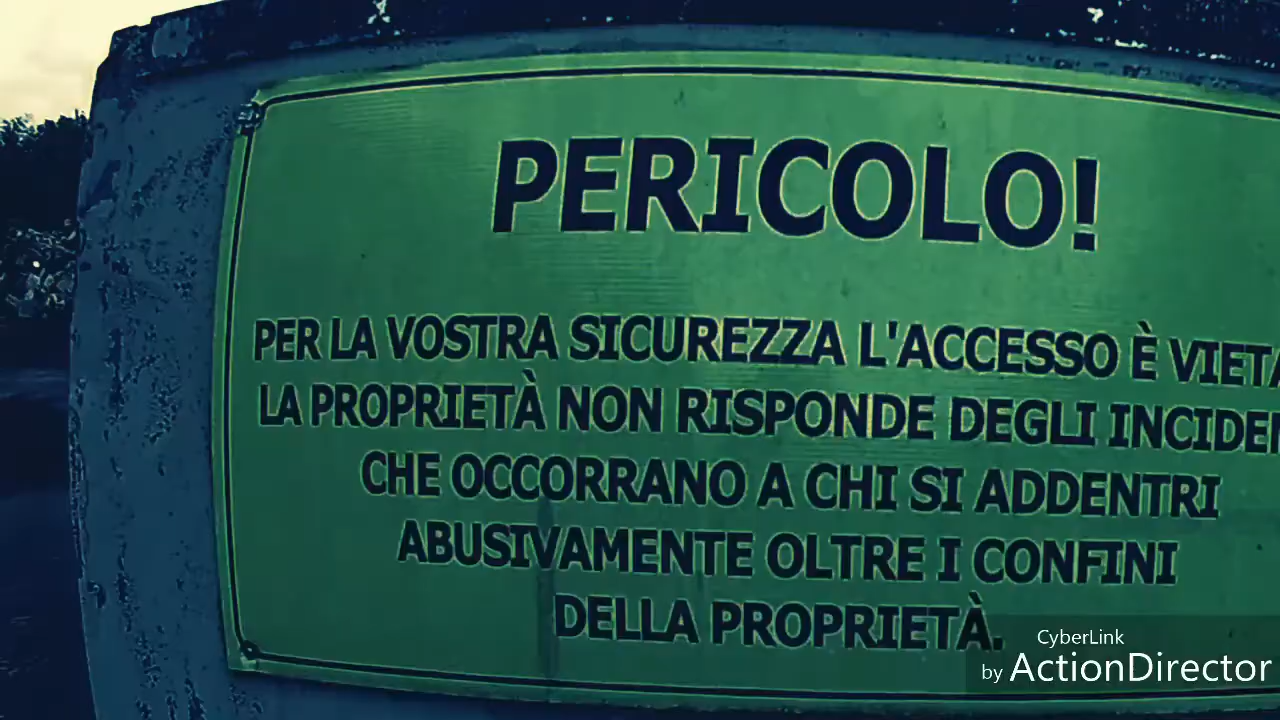 PERICOLO!
PER LA VOSTRA SICUREZZA L'ACCESSO È VIETA
LA PROPRIETÀ NON RISPONDE DEGLI INCIDEN
CHE OCCORRANO A CHI SI ADDENTRI
ABUSIVAMENTE OLTRE I CONFINI
DELLA PROPRIETÀ.
CyberLink
by ActionDirector